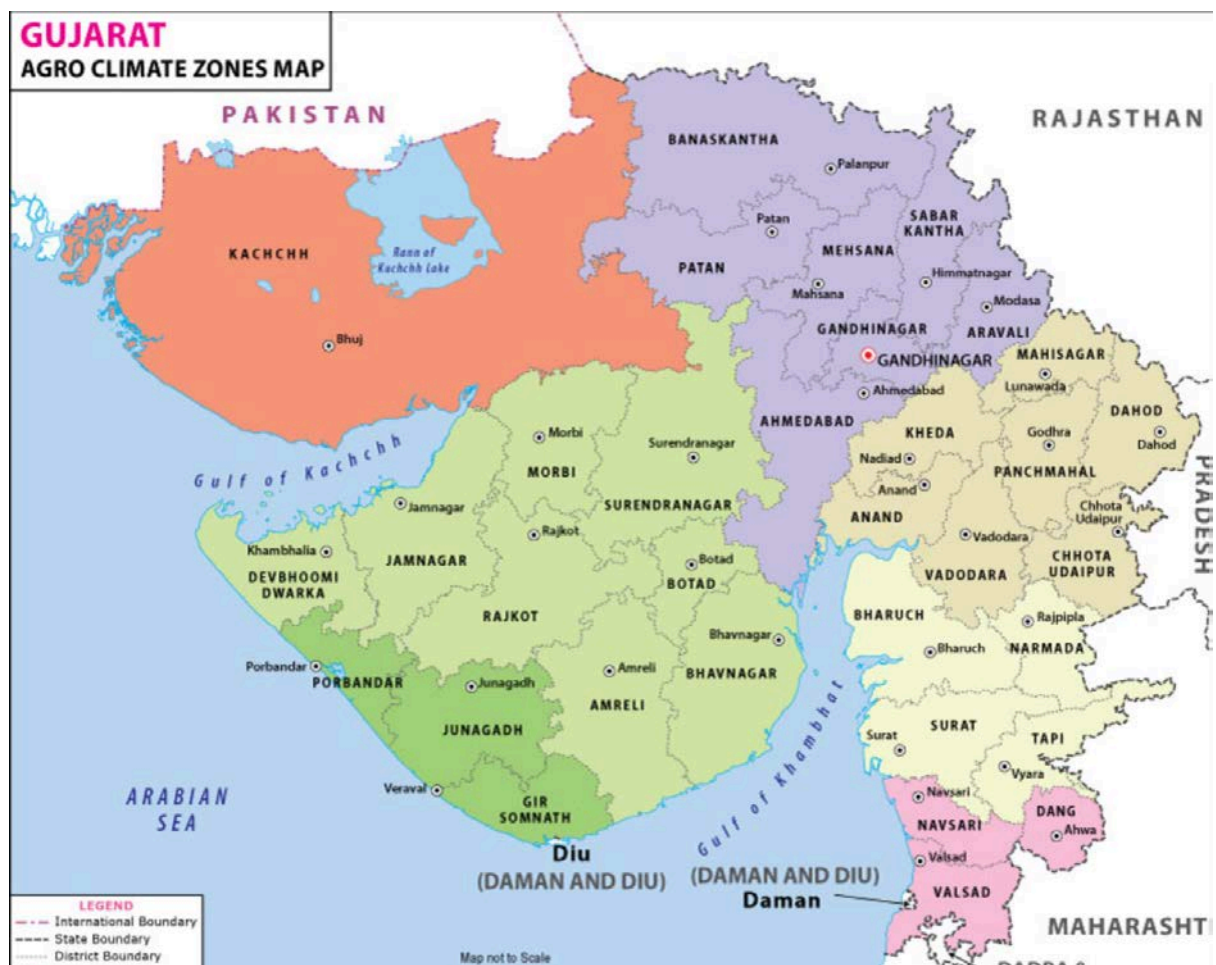 GUJARAT
AGRO CLIMATE ZONES MAP
PAKISTAN
RAJASTHAN
BANASKANTHA
Palanpur
SABAR
KANTHA
Patan
MEHSANA
KACHCHH
Rann of
Kachchh Lake
PATAN
Himmatnagar
Mahsana
Modasa
GANDHINAGAR
ARAVALI
Bhuj
GANDHINAGAR
MAHISAGAR
Lunawada
Ahmedabad
AHMEDABAD
DAHOD
Dahod
KHEDA
Godhra
Morbi
Surendranagar
Gulf of Kachchh
Nadiad
PANCHMAHAL
MORBI
Anand
PRADESH
Jamnagar
SURENDRANAGAR
ANAND
Chhota
Udaipur
Rajkot
Vadodara
Khambhalia
JAMNAGAR
Botad
CHHOTA
UDAIPUR
DEVBHOOMI
DWARKA
BOTAD
VADODARA
RAJKOT
BHARUCH
Rajpipla
Bhavnagar
Bharuch
NARMADA
Porbandar
PORBANDAR
Junagadh
Amreli
BHAVNAGAR
AMRELI
Gulf of Khambhat
JUNAGADH
SURAT
Surat
TAPI
Vyara
ARABIAN
SEA
Veraval
GIR
SOMNATH
Navsari
NAVSARI
DANG
Ahwa
Diu
(DAMAN AND DIU)
(DAMAN AND DIU)
Daman
Valsad
VALSAD
MAHARASHT
LEGEND
International Boundary
State Boundary
District Boundary
Map not to Scale